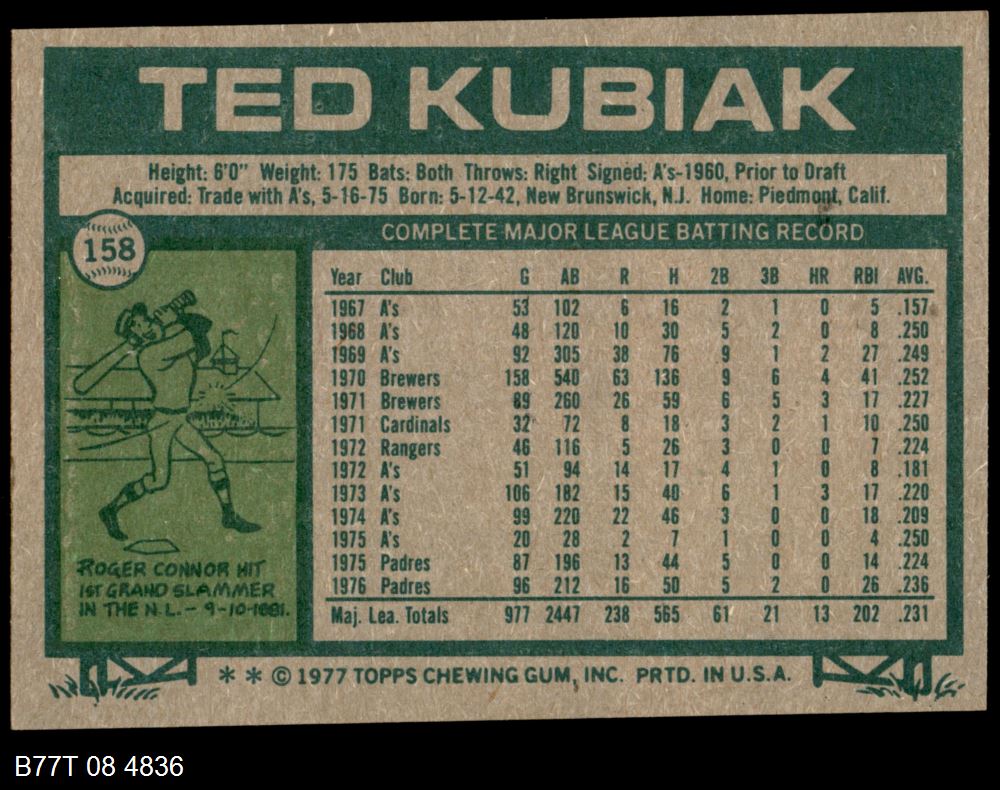 TED KUBIAK
Height: 6'0" Weight: 175 Bats: Both Throws: Right Signed: A's-1960, Prior to Draft
Acquired: Trade with A's, 5-16-75 Born: 5-12-42, New Brunswick, N.J. Home: Piedmont, Calif.
158
COMPLETE MAJOR LEAGUE BATTING RECORD
Year Club G AB R H 2B 3B HR RBI AVG.
1967 A's 53 102 6 16 2 1 0 5 .157
1968 A's 48 120 10 30 5 2 0 8 .250
1969 A's 92 305 38 76 9 1 2 27 .249
1970 Brewers 158 540 63 136 9 6 4 41 .252
1971 Brewers 89 260 26 59 6 5 3 17 .227
1971 Cardinals 32 72 8 18 3 2 1 10 .250
1972 Rangers 46 116 5 26 3 0 0 7 .224
1972 A's 51 94 14 17 4 1 0 8 .181
1973 A's 106 182 15 40 6 1 3 17 .220
1974 A's 99 220 22 46 3 0 0 18 .209
1975 A's 20 28 2 7 1 0 0 4 .250
1975 Padres 87 196 13 44 5 0 0 14 .224
1976 Padres 96 212 16 50 5 2 0 26 .236
Maj. Lea. Totals 977 2447 238 565 61 21 13 202 .231
ROGER CONNOR HIT
1ST GRAND SLAMMER
IN THE N.L. - 9-10-1881.
* * © 1977 TOPPS CHEWING GUM, INC. PRTD. IN U.S.A.
B77T 08 4836